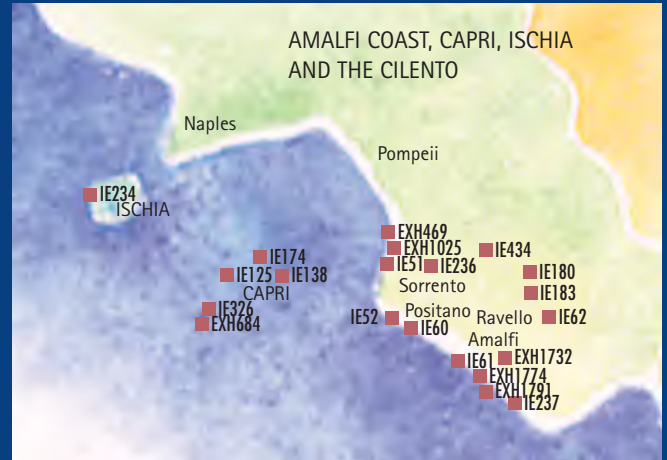 AMALFI COAST, CAPRI, ISCHIA
AND THE CILENTO
Naples
Pompeii
IE234
ISCHIA
EXH469
EXH1025
IE434
IE174
IE51
IE236
IE125
IE138
IE180
CAPRI
Sorrento
IE183
IE326
EXH684
IE52
Positano
Ravello
IE62
IE60
Amalfi
IE61
EXH1732
EXH1774
EXH1791
IE237